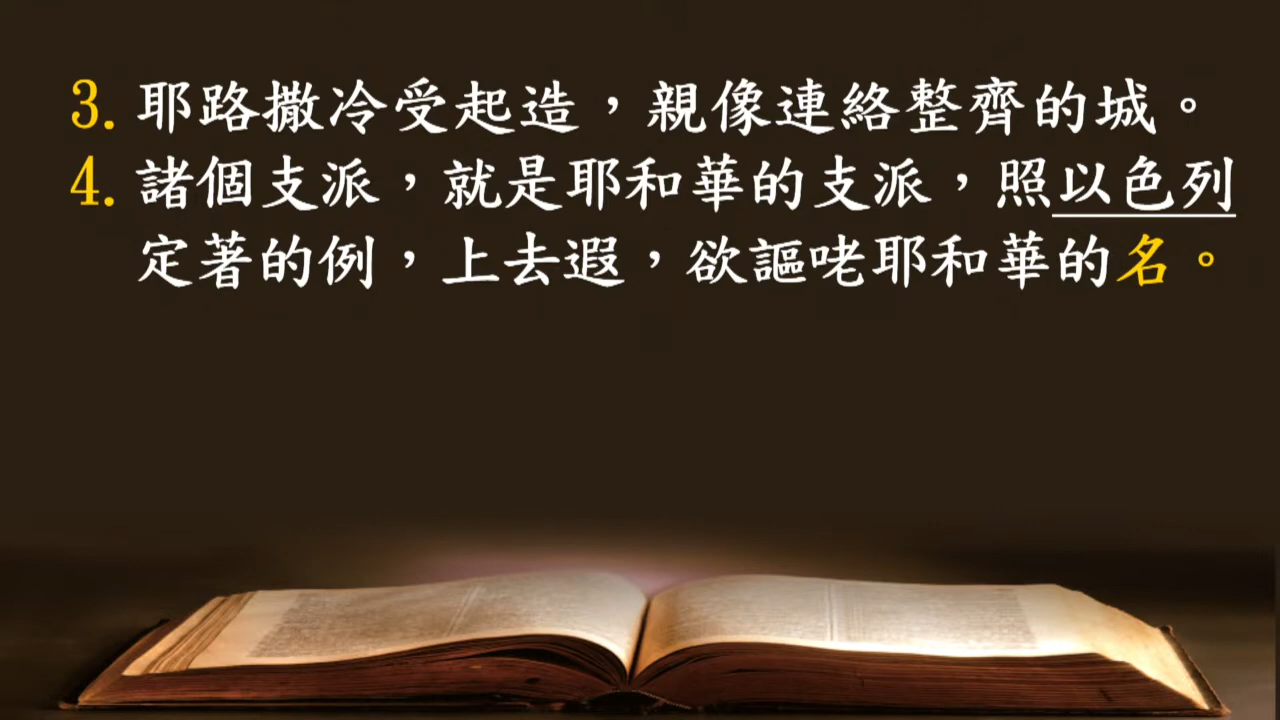 3. 耶路撒冷受起造，親像連絡整齊的城。
4. 諸個支派，就是耶和華的支派，照以色列
定著的例，上去遐，欲謳咾耶和華的名。